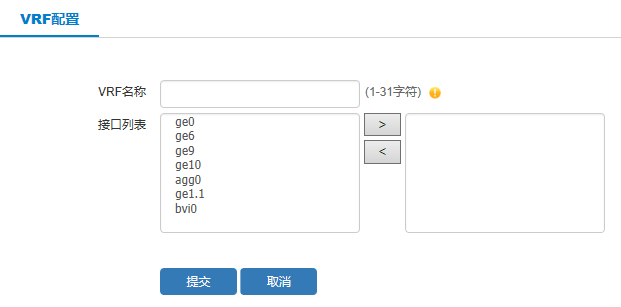 VRF配置
VRF名称 (1-31字符)
接口列表
ge0
ge6
ge9
ge10
agg0
ge1.1
bvi0
>
<
提交 取消